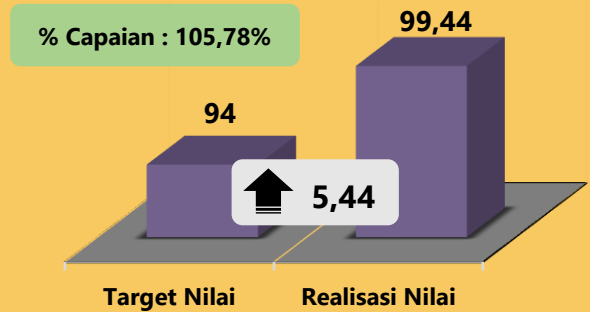 % Capaian : 105,78%
99,44
94
5,44
Target Nilai
Realisasi Nilai